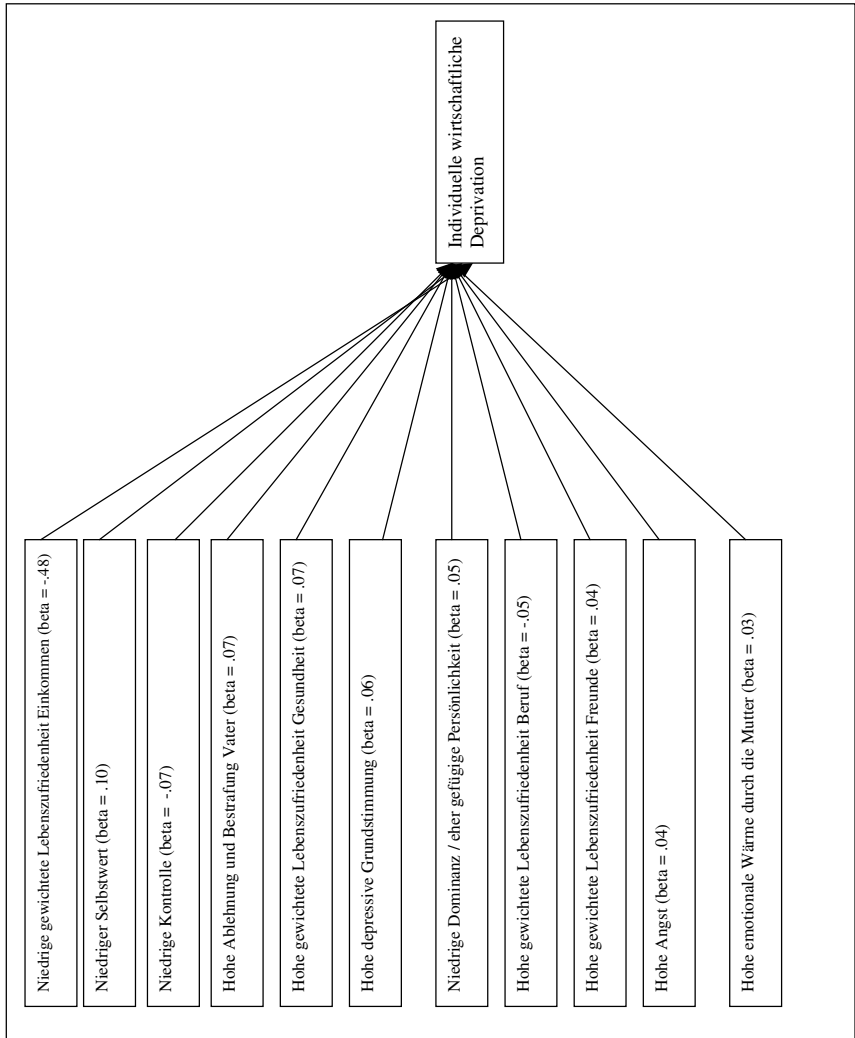 Niedrige gewichtete Lebenszufriedenheit Einkommen (beta = -.48)
Niedriger Selbstwert (beta = .10)
Niedrige Kontrolle (beta = -.07)
Hohe Ablehnung und Bestrafung Vater (beta = .07)
Hohe gewichtete Lebenszufriedenheit Gesundheit (beta = .07)
Hohe depressive Grundstimmung (beta = .06)
Niedrige Dominanz / eher gefügige Persönlichkeit (beta = .05)
Hohe gewichtete Lebenszufriedenheit Beruf (beta = -.05)
Hohe gewichtete Lebenszufriedenheit Freunde (beta = .04)
Hohe Angst (beta = .04)
Hohe emotionale Wärme durch die Mutter (beta = .03)
Individuelle wirtschaftliche
Deprivation